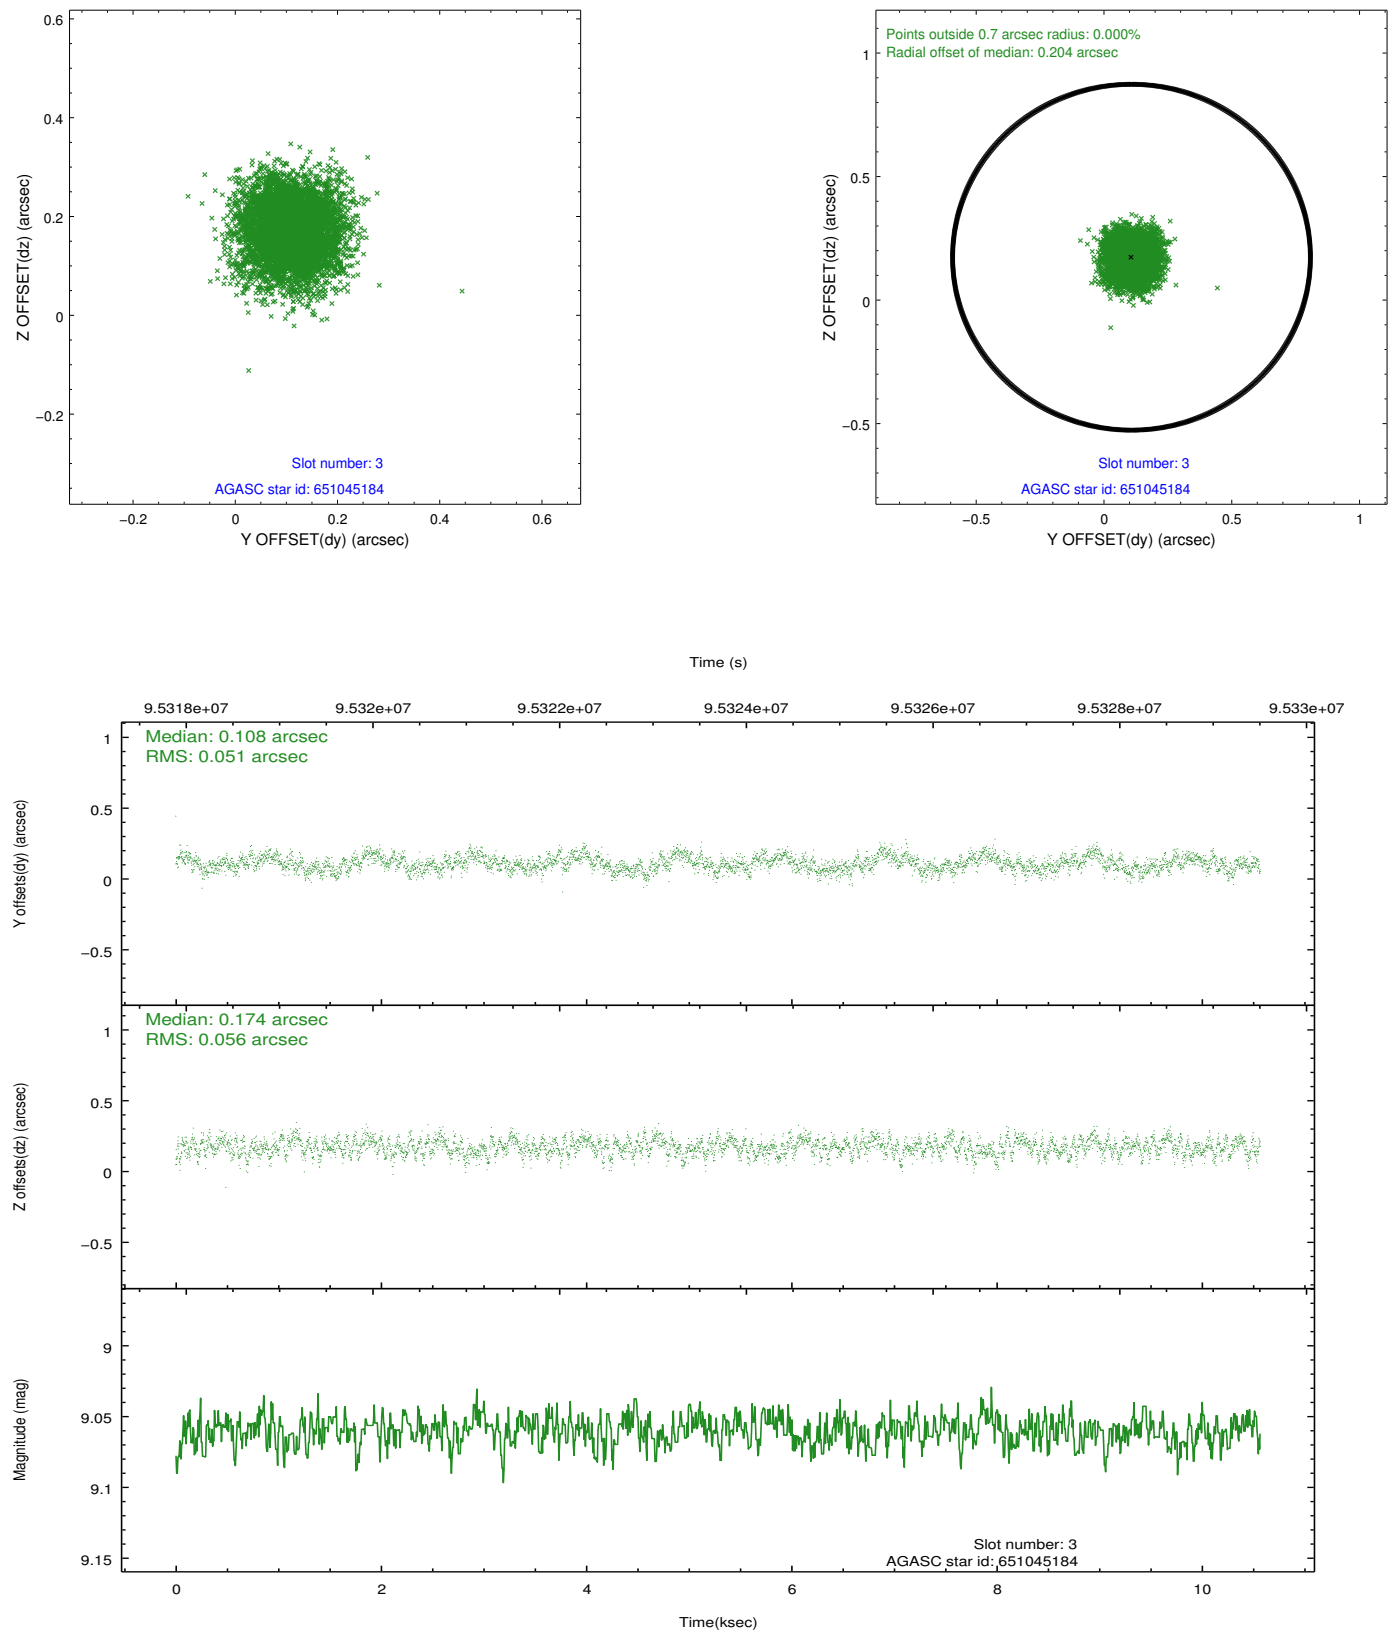 0.6
0.4
0.2
0
−0.2
Z OFFSET(dz) (arcsec)
Slot number: 3
AGASC star id: 651045184
−0.2 0 0.2 0.4 0.6
Y OFFSET(dy) (arcsec)
Points outside 0.7 arcsec radius: 0.000%
Radial offset of median: 0.204 arcsec
1
0.5
0
−0.5
Z OFFSET(dz) (arcsec)
Slot number: 3
AGASC star id: 651045184
−0.5 0 0.5 1
Y OFFSET(dy) (arcsec)
Time (s)
9.5318e+07 9.532e+07 9.5322e+07 9.5324e+07 9.5326e+07 9.5328e+07 9.533e+07
Median: 0.108 arcsec
RMS: 0.051 arcsec
1
0.5
0
−0.5
Y offsets(dy) (arcsec)
Median: 0.174 arcsec
RMS: 0.056 arcsec
1
0.5
0
−0.5
Z offsets(dz) (arcsec)
9
9.05
9.1
9.15
Magnitude (mag)
Slot number: 3
AGASC star id: 651045184
0 2 4 6 8 10
Time(ksec)